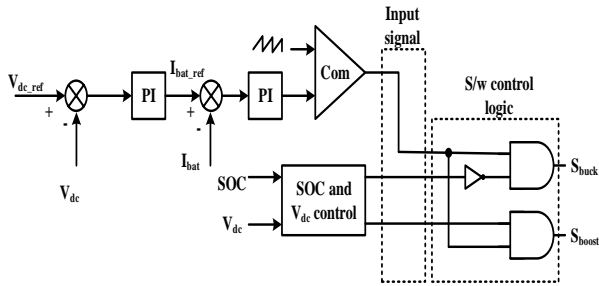 Input
signal
S/w control
logic
V_dc_ref
+
-
V_dc
PI
I_bat_ref
+
-
I_bat
PI
Com
SOC
V_dc
SOC and
V_dc control
S_buck
S_boost